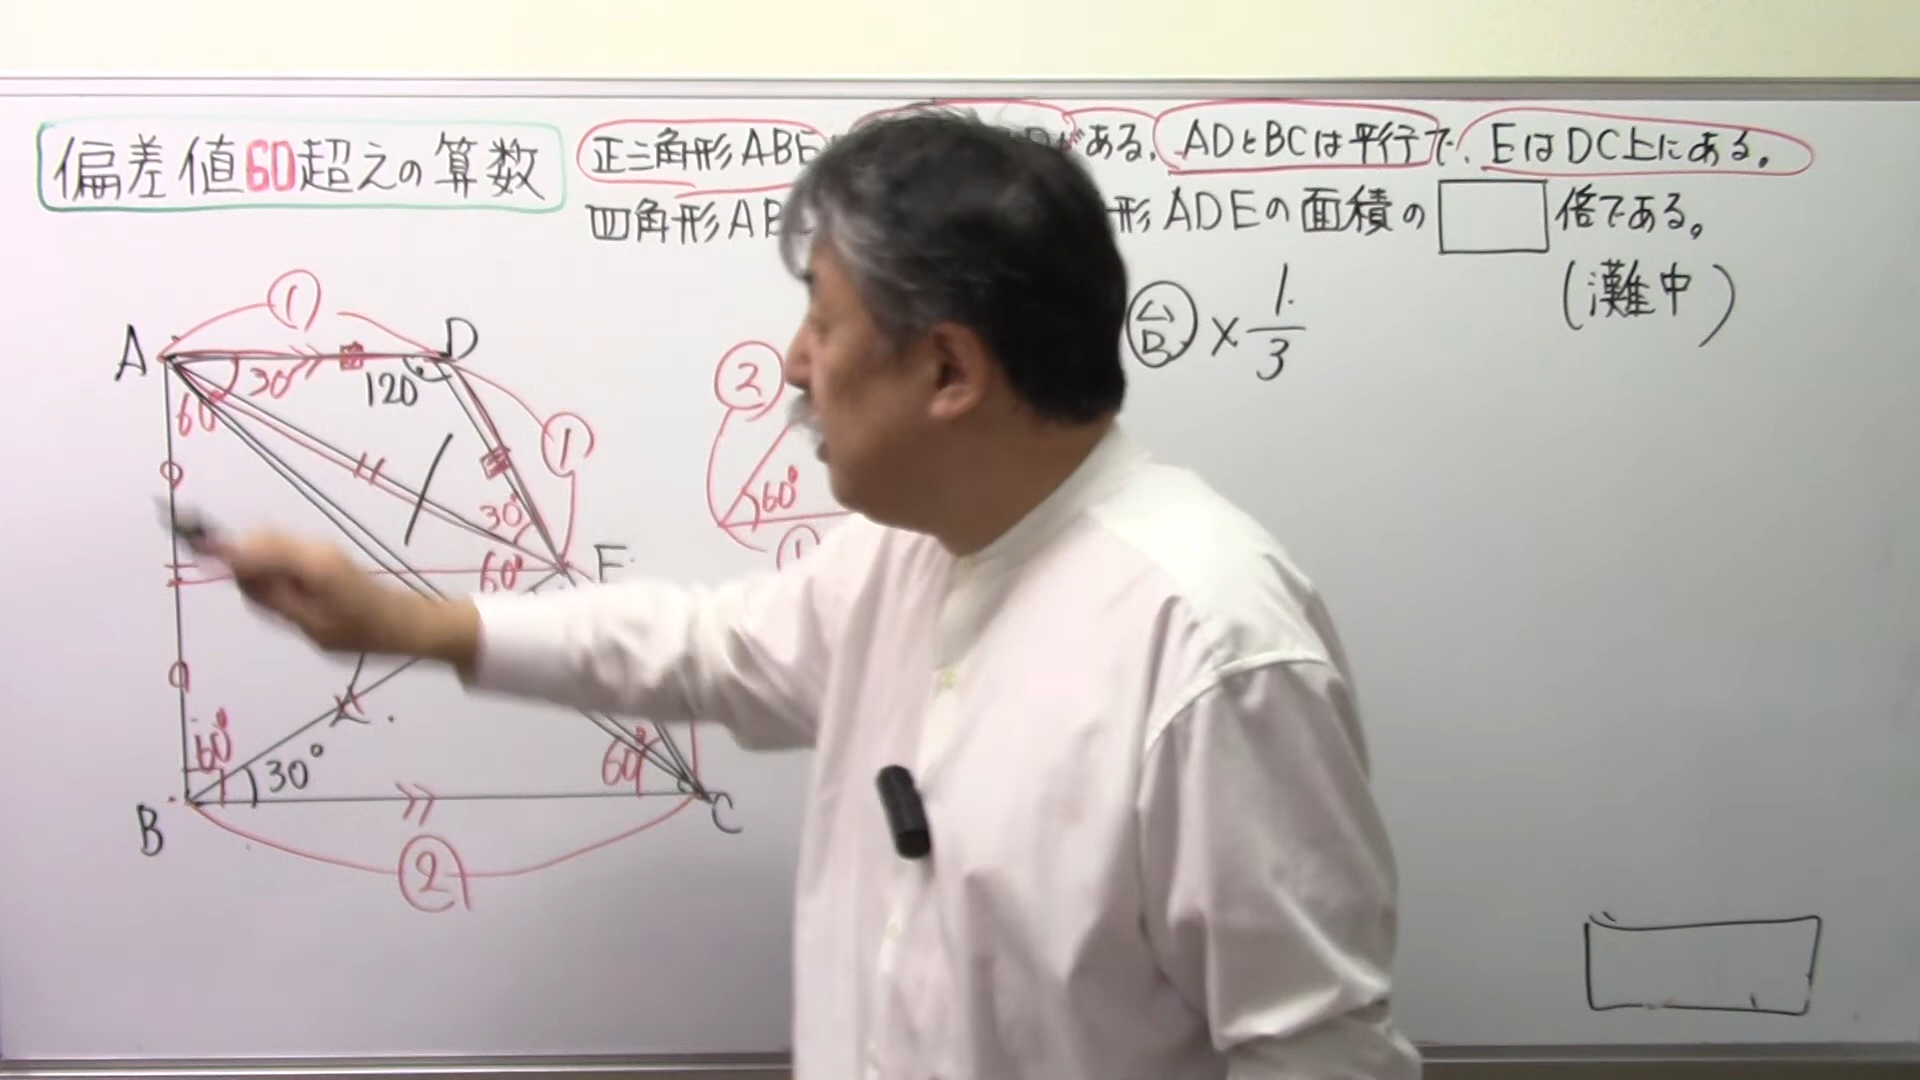 偏差値60超えの算数
正三角形ABE がある、ADとBCは平行で、EはDC上にある。
四角形AB 形ADEの面積の 倍である。
(灘中)
台 × 1/3
B
① 
A D
30° 120°
60°
②
①
30°
60°
60° E
①
60° 60°
30°
B C
②